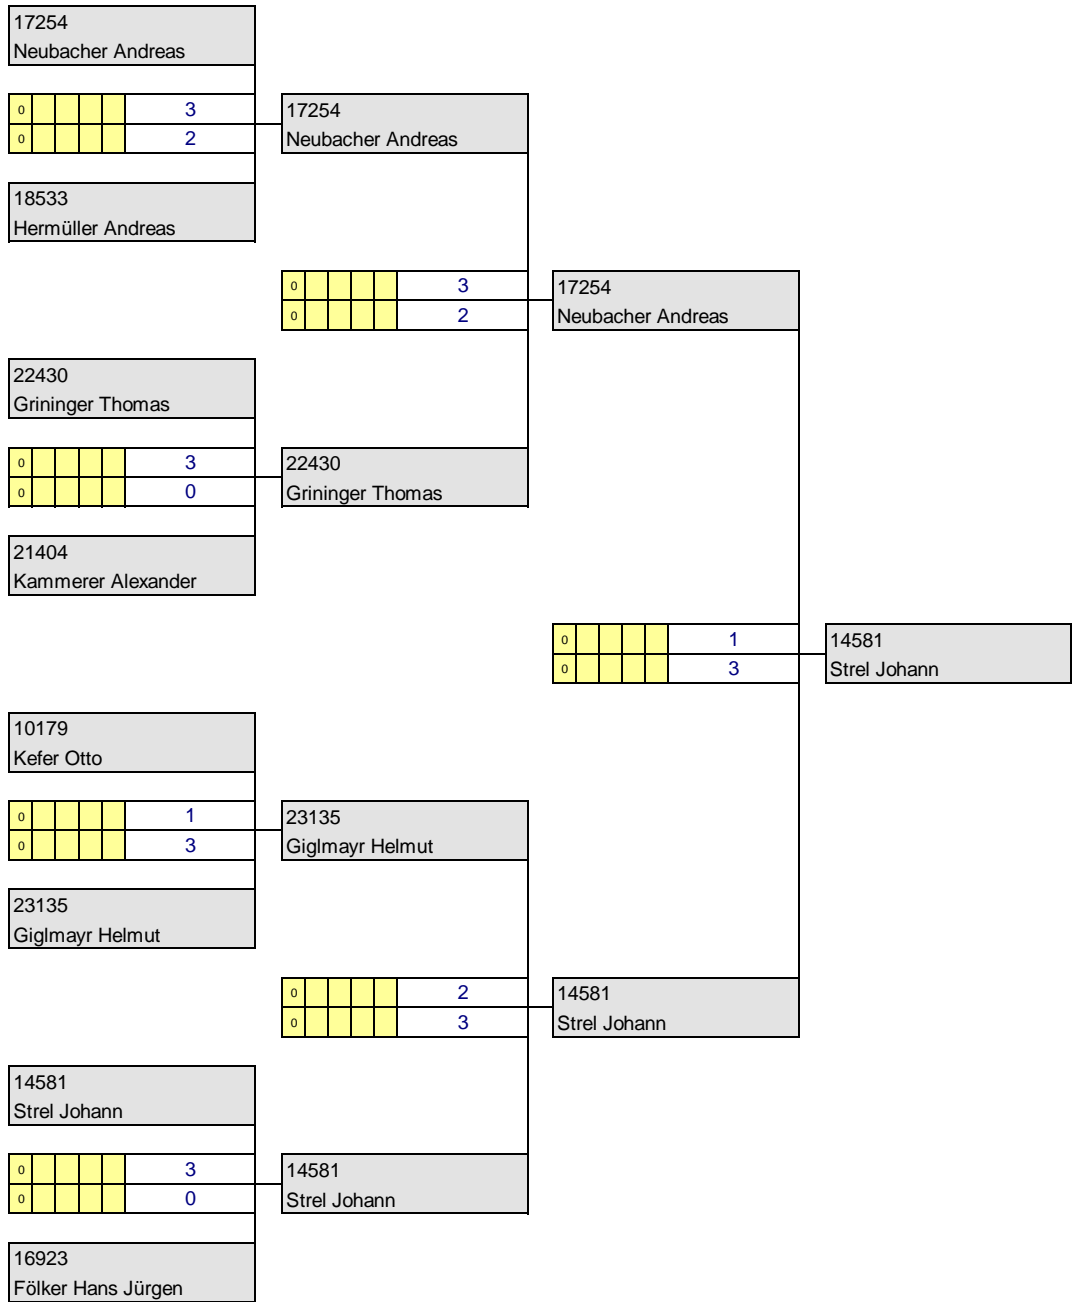 17254
Neubacher Andreas
0 3
0 2
17254
Neubacher Andreas
18533
Hermüller Andreas
0 3
0 2
17254
Neubacher Andreas
22430
Grininger Thomas
0 3
0 0
22430
Grininger Thomas
21404
Kammerer Alexander
0 1
0 3
14581
Strel Johann
10179
Kefer Otto
0 1
0 3
23135
Giglmayr Helmut
23135
Giglmayr Helmut
0 2
0 3
14581
Strel Johann
14581
Strel Johann
0 3
0 0
14581
Strel Johann
16923
Fölker Hans Jürgen